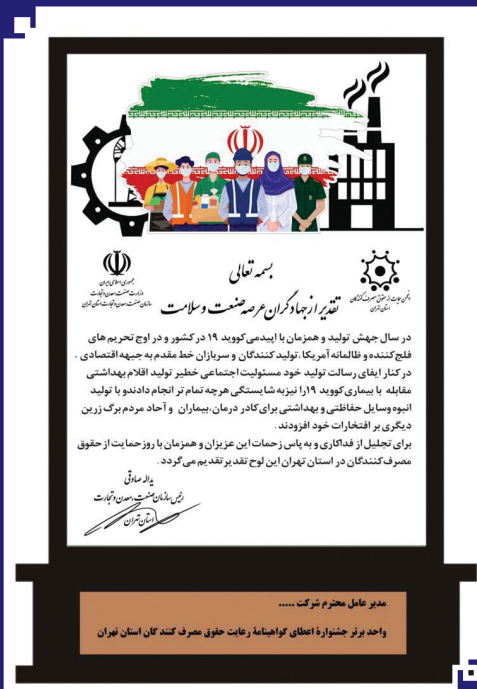 بسمه تعالی
جمهوری اسلامی ایران
وزارت صنعت، معدن و تجارت
سازمان صنعت، معدن و تجارت استان تهران
انجمن حمایت از حقوق مصرف کنندگان
استان تهران
تقدیر از جهادگران عرصه صنعت و سلامت
در سال جهش تولید و همزمان با اپیدمی کووید ۱۹ در کشور و در اوج تحریم های
فلج کننده و ظالمانه آمریکا، تولید کنندگان و سربازان خط مقدم به جبهه اقتصادی ،
در کنار ایفای رسالت تولید خود مسئولیت اجتماعی خطیر تولید اقلام بهداشتی
مقابله با بیماری کووید ۱۹ را نیز به شایستگی هرچه تمام تر انجام دادند و با تولید
انبوه وسایل حفاظتی و بهداشتی برای کادر درمان، بیماران و آحاد مردم برگ زرین
دیگری بر افتخارات خود افزودند .
برای تجلیل از فداکاری و به پاس زحمات این عزیزان و همزمان با روز حمایت از حقوق
مصرف کنندگان در استان تهران این لوح تقدیر تقدیم می گردد .
یداله صادقی
رئیس سازمان صنعت، معدن و تجارت
استان تهران
مدیر عامل محترم شرکت .....
واحد برتر جشنوارهٔ اعطای گواهینامهٔ رعایت حقوق مصرف کنند گان استان تهران